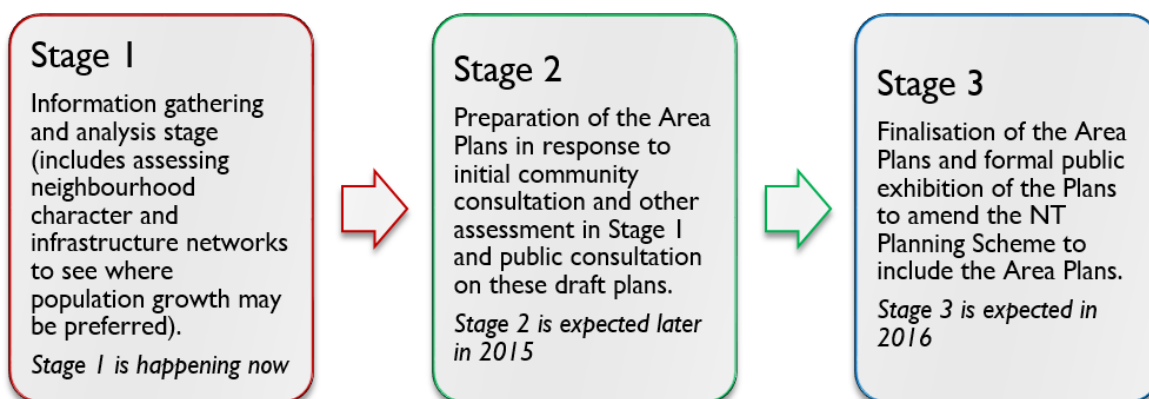 Stage 1
Information gathering
and analysis stage
(includes assessing
neighbourhood
character and
infrastructure networks
to see where
population growth may
be preferred).
Stage 1 is happening now
Stage 2
Preparation of the Area
Plans in response to
initial community
consultation and other
assessment in Stage 1
and public consultation
on these draft plans.
Stage 2 is expected later
in 2015
Stage 3
Finalisation of the Area
Plans and formal public
exhibition of the Plans
to amend the NT
Planning Scheme to
include the Area Plans.
Stage 3 is expected in
2016